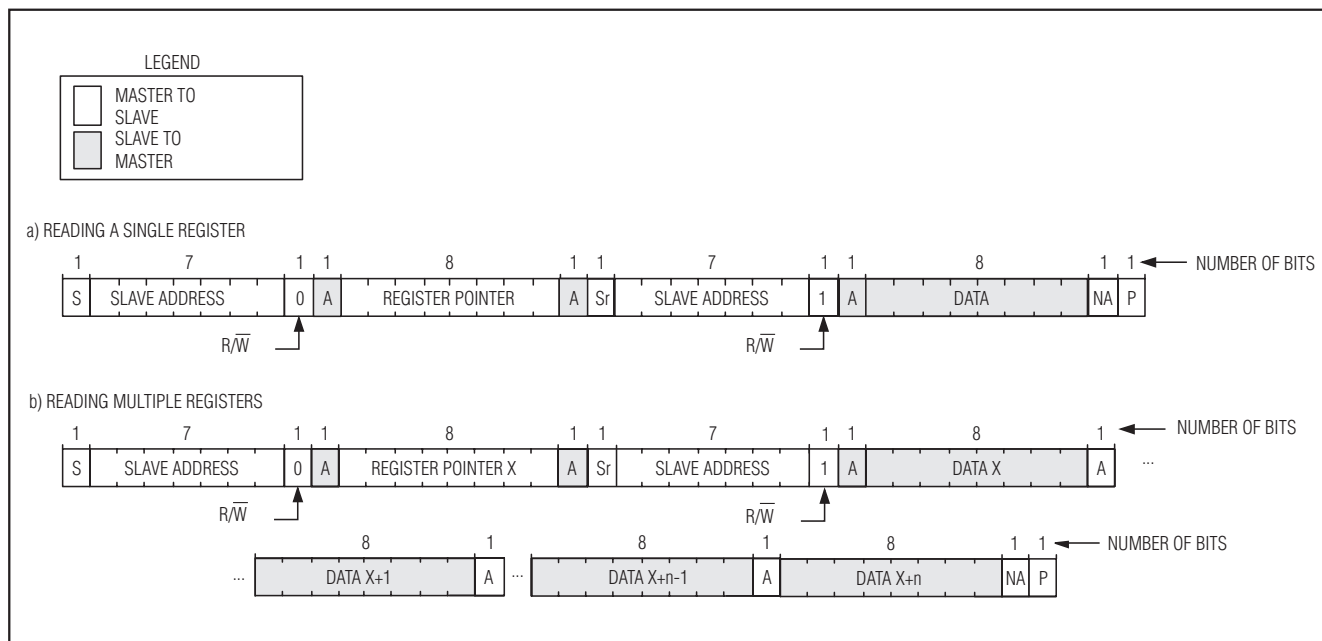 LEGEND
MASTER TO
SLAVE
SLAVE TO
MASTER
a) READING A SINGLE REGISTER
1 7 1 1 8 1 1 7 1 1 8 1 1 NUMBER OF BITS
S SLAVE ADDRESS 0 A REGISTER POINTER A Sr SLAVE ADDRESS 1 A DATA NA P
R/W̅ R/W̅
b) READING MULTIPLE REGISTERS
1 7 1 1 8 1 1 7 1 1 8 1 NUMBER OF BITS
S SLAVE ADDRESS 0 A REGISTER POINTER X A Sr SLAVE ADDRESS 1 A DATA X A ...
R/W̅ R/W̅
8 1 8 1 8 1 1 NUMBER OF BITS
... DATA X+1 A ... DATA X+n-1 A DATA X+n NA P